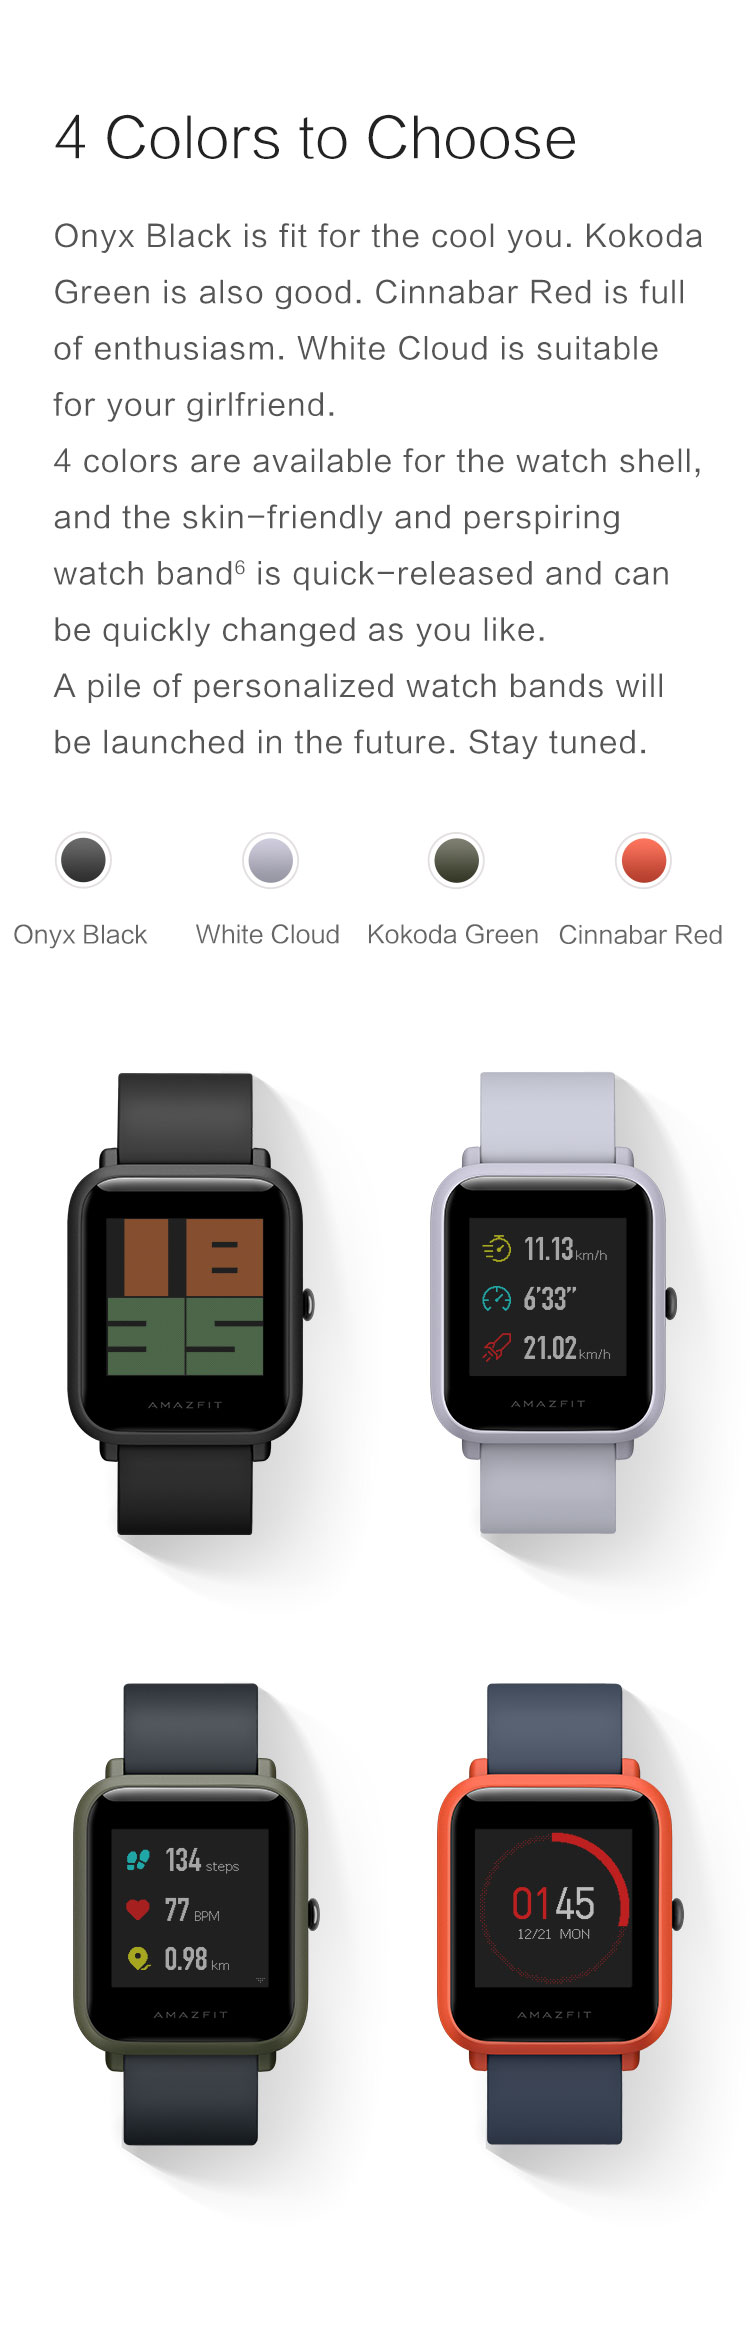 4 Colors to Choose
Onyx Black is fit for the cool you. Kokoda
Green is also good. Cinnabar Red is full
of enthusiasm. White Cloud is suitable
for your girlfriend.
4 colors are available for the watch shell,
and the skin-friendly and perspiring
watch band⁶ is quick-released and can
be quickly changed as you like.
A pile of personalized watch bands will
be launched in the future. Stay tuned.
Onyx Black White Cloud Kokoda Green Cinnabar Red
18
35
AMAZFIT
11.13 km/h
6'33"
21.02 km/h
AMAZFIT
134 steps
77 BPM
0.98 km
AMAZFIT
0145
12/21 MON
AMAZFIT